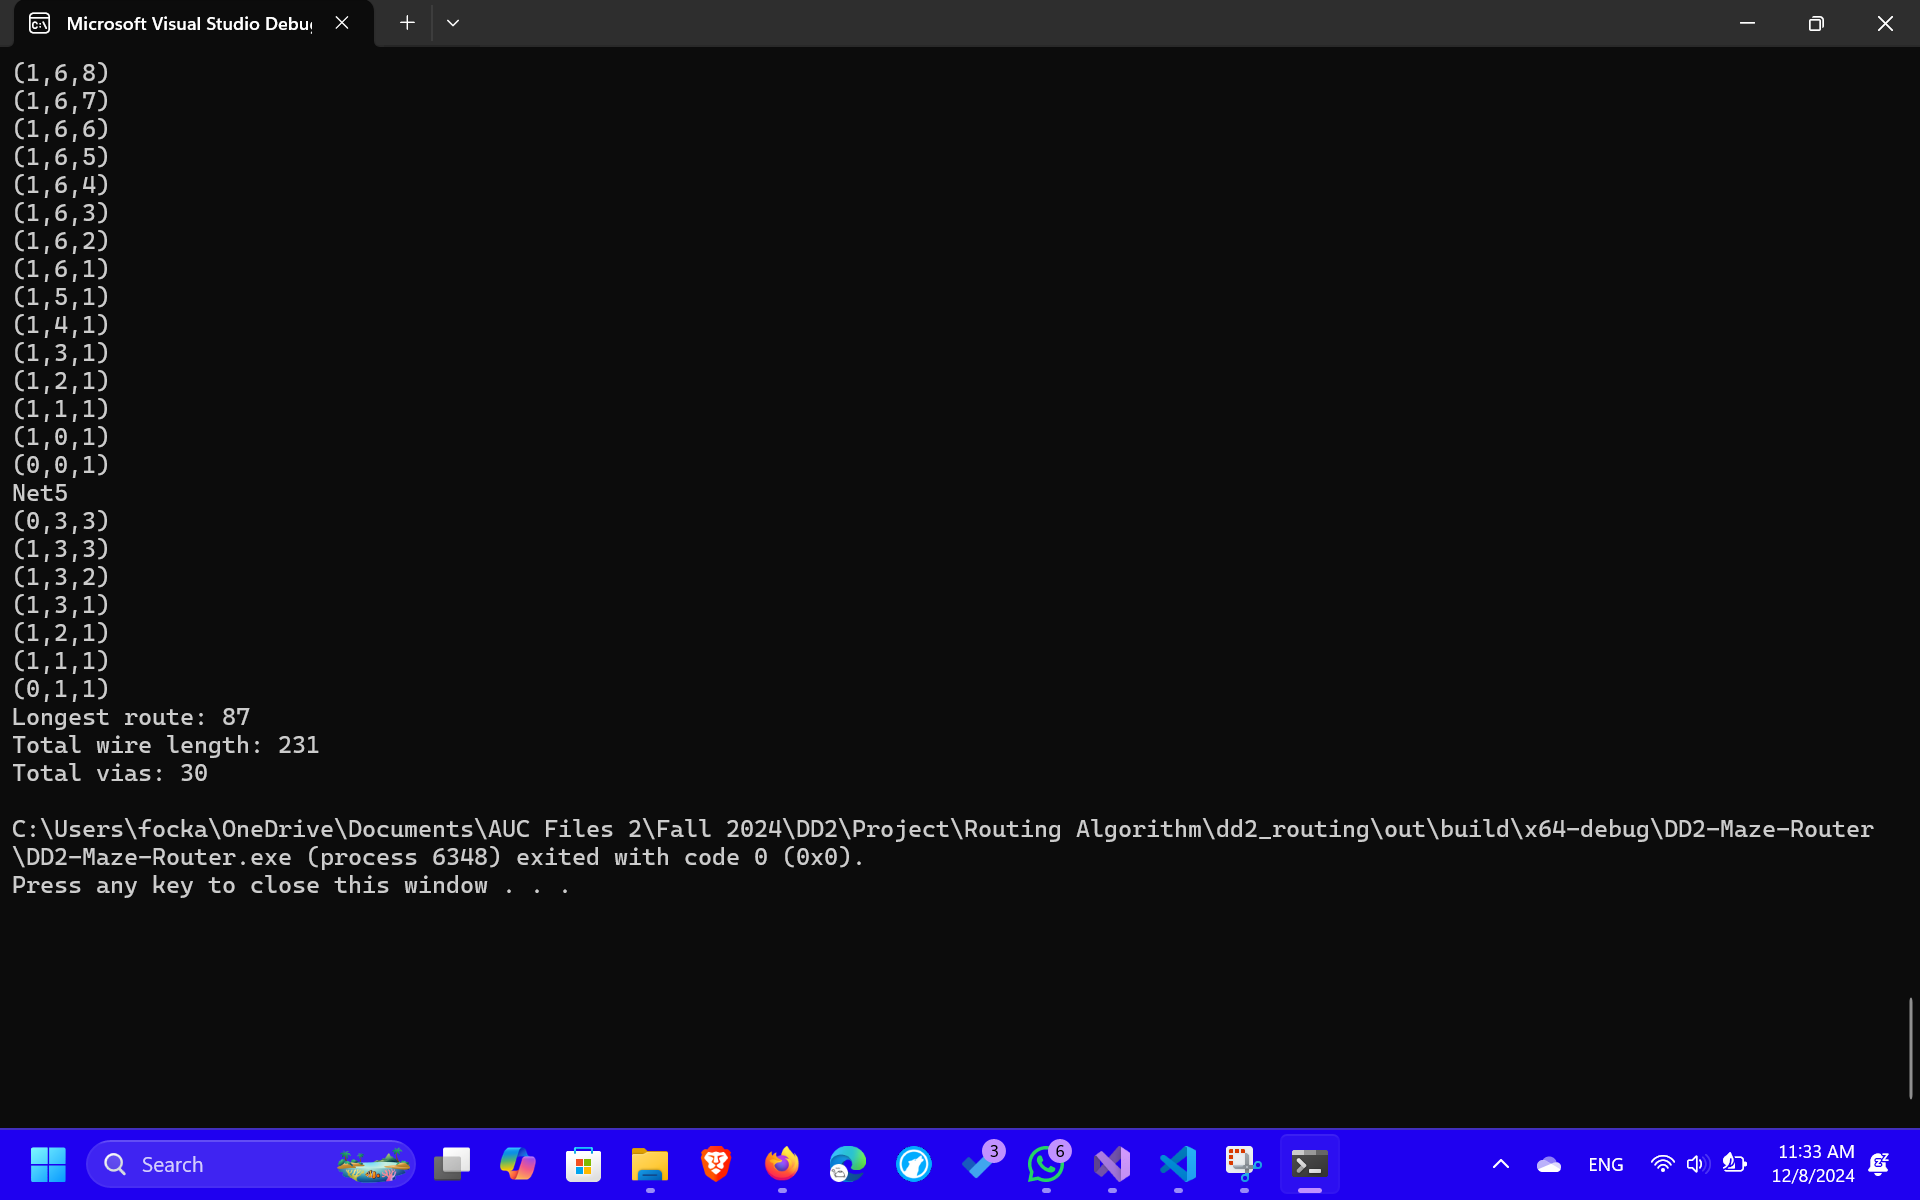 Microsoft Visual Studio Debu
(1,6,8)
(1,6,7)
(1,6,6)
(1,6,5)
(1,6,4)
(1,6,3)
(1,6,2)
(1,6,1)
(1,5,1)
(1,4,1)
(1,3,1)
(1,2,1)
(1,1,1)
(1,0,1)
(0,0,1)
Net5
(0,3,3)
(1,3,3)
(1,3,2)
(1,3,1)
(1,2,1)
(1,1,1)
(0,1,1)
Longest route: 87
Total wire length: 231
Total vias: 30
C:\Users\focka\OneDrive\Documents\AUC Files 2\Fall 2024\DD2\Project\Routing Algorithm\dd2_routing\out\build\x64-debug\DD2-Maze-Router
\DD2-Maze-Router.exe (process 6348) exited with code 0 (0x0).
Press any key to close this window . . .
Search
3
6
ENG
11:33 AM
12/8/2024